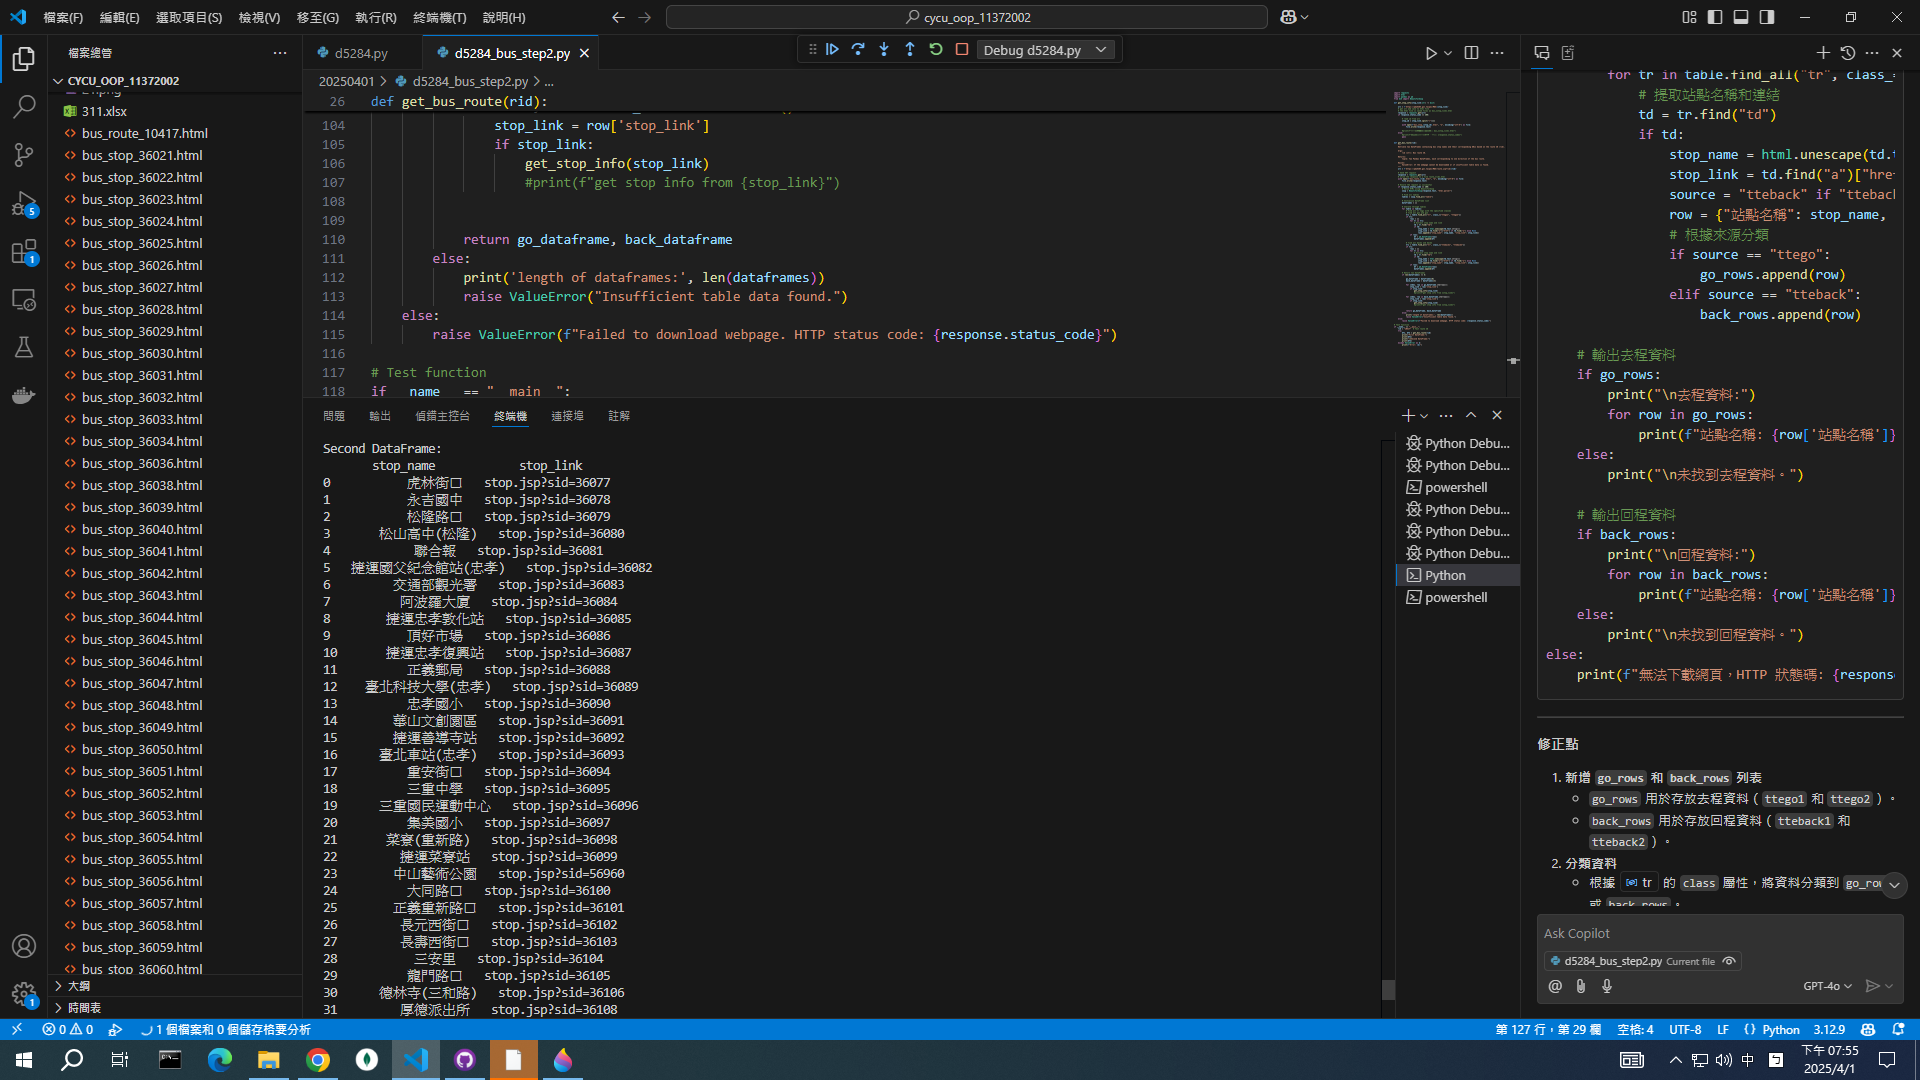 檔案(F) 編輯(E) 選取項目(S) 檢視(V) 移至(G) 執行(R) 終端機(T) 說明(H)
cycu_oop_11372002
檔案總管
CYCU_OOP_11372002
311.xlsx
bus_route_10417.html
bus_stop_36021.html
bus_stop_36022.html
bus_stop_36023.html
bus_stop_36024.html
bus_stop_36025.html
bus_stop_36026.html
bus_stop_36027.html
bus_stop_36028.html
bus_stop_36029.html
bus_stop_36030.html
bus_stop_36031.html
bus_stop_36032.html
bus_stop_36033.html
bus_stop_36034.html
bus_stop_36036.html
bus_stop_36038.html
bus_stop_36039.html
bus_stop_36040.html
bus_stop_36041.html
bus_stop_36042.html
bus_stop_36043.html
bus_stop_36044.html
bus_stop_36045.html
bus_stop_36046.html
bus_stop_36047.html
bus_stop_36048.html
bus_stop_36049.html
bus_stop_36050.html
bus_stop_36051.html
bus_stop_36052.html
bus_stop_36053.html
bus_stop_36054.html
bus_stop_36055.html
bus_stop_36056.html
bus_stop_36057.html
bus_stop_36058.html
bus_stop_36059.html
bus_stop_36060.html
大綱
時間表
d5284.py
d5284_bus_step2.py
Debug d5284.py
20250401 > d5284_bus_step2.py > ...
26 def get_bus_route(rid):
104 stop_link = row['stop_link']
105 if stop_link:
106 get_stop_info(stop_link)
107 #print(f"get stop info from {stop_link}")
108
109
110 return go_dataframe, back_dataframe
111 else:
112 print('length of dataframes:', len(dataframes))
113 raise ValueError("Insufficient table data found.")
114 else:
115 raise ValueError(f"Failed to download webpage. HTTP status code: {response.status_code}")
116
117 # Test function
118 if __name__ == "__main__":
問題 輸出 偵錯主控台 終端機 連接埠 註解
Second DataFrame:
stop_name stop_link
0 虎林街口 stop.jsp?sid=36077
1 永吉國中 stop.jsp?sid=36078
2 松隆路口 stop.jsp?sid=36079
3 松山高中(松隆) stop.jsp?sid=36080
4 聯合報 stop.jsp?sid=36081
5 捷運國父紀念館站(忠孝) stop.jsp?sid=36082
6 交通部觀光署 stop.jsp?sid=36083
7 阿波羅大廈 stop.jsp?sid=36084
8 捷運忠孝敦化站 stop.jsp?sid=36085
9 頂好市場 stop.jsp?sid=36086
10 捷運忠孝復興站 stop.jsp?sid=36087
11 正義郵局 stop.jsp?sid=36088
12 臺北科技大學(忠孝) stop.jsp?sid=36089
13 忠孝國小 stop.jsp?sid=36090
14 華山文創園區 stop.jsp?sid=36091
15 捷運善導寺站 stop.jsp?sid=36092
16 臺北車站(忠孝) stop.jsp?sid=36093
17 重安街口 stop.jsp?sid=36094
18 三重中學 stop.jsp?sid=36095
19 三重國民運動中心 stop.jsp?sid=36096
20 集美國小 stop.jsp?sid=36097
21 菜寮(重新路) stop.jsp?sid=36098
22 捷運菜寮站 stop.jsp?sid=36099
23 中山藝術公園 stop.jsp?sid=56960
24 大同路口 stop.jsp?sid=36100
25 正義重新路口 stop.jsp?sid=36101
26 長元西街口 stop.jsp?sid=36102
27 長壽西街口 stop.jsp?sid=36103
28 三安里 stop.jsp?sid=36104
29 龍門路口 stop.jsp?sid=36105
30 德林寺(三和路) stop.jsp?sid=36106
31 厚德派出所 stop.jsp?sid=36108
Python Debu...
Python Debu...
powershell
Python Debu...
Python Debu...
Python Debu...
Python
powershell
for tr in table.find_all("tr", class_
# 提取站點名稱和連結
td = tr.find("td")
if td:
stop_name = html.unescape(td.t
stop_link = td.find("a")["hre
source = "tteback" if "tteback
row = {"站點名稱": stop_name,
# 根據來源分類
if source == "ttego":
go_rows.append(row)
elif source == "tteback":
back_rows.append(row)
# 輸出去程資料
if go_rows:
print("\n去程資料:")
for row in go_rows:
print(f"站點名稱: {row['站點名稱']}
else:
print("\n未找到去程資料。")
# 輸出回程資料
if back_rows:
print("\n回程資料:")
for row in back_rows:
print(f"站點名稱: {row['站點名稱']}
else:
print("\n未找到回程資料。")
else:
print(f"無法下載網頁，HTTP 狀態碼: {respons
修正點
1. 新增 go_rows 和 back_rows 列表
go_rows 用於存放去程資料 ( ttego1 和 ttego2 ) 。
back_rows 用於存放回程資料 ( tteback1 和
tteback2 ) 。
2. 分類資料
根據 tr 的 class 屬性，將資料分類到 go_rov
或 back_rows 。
Ask Copilot
d5284_bus_step2.py Current file
GPT-4o
0 0 1 個檔案和 0 個儲存格要分析
第 127 行，第 29 欄 空格: 4 UTF-8 LF Python 3.12.9
中 下午 07:55
2025/4/1